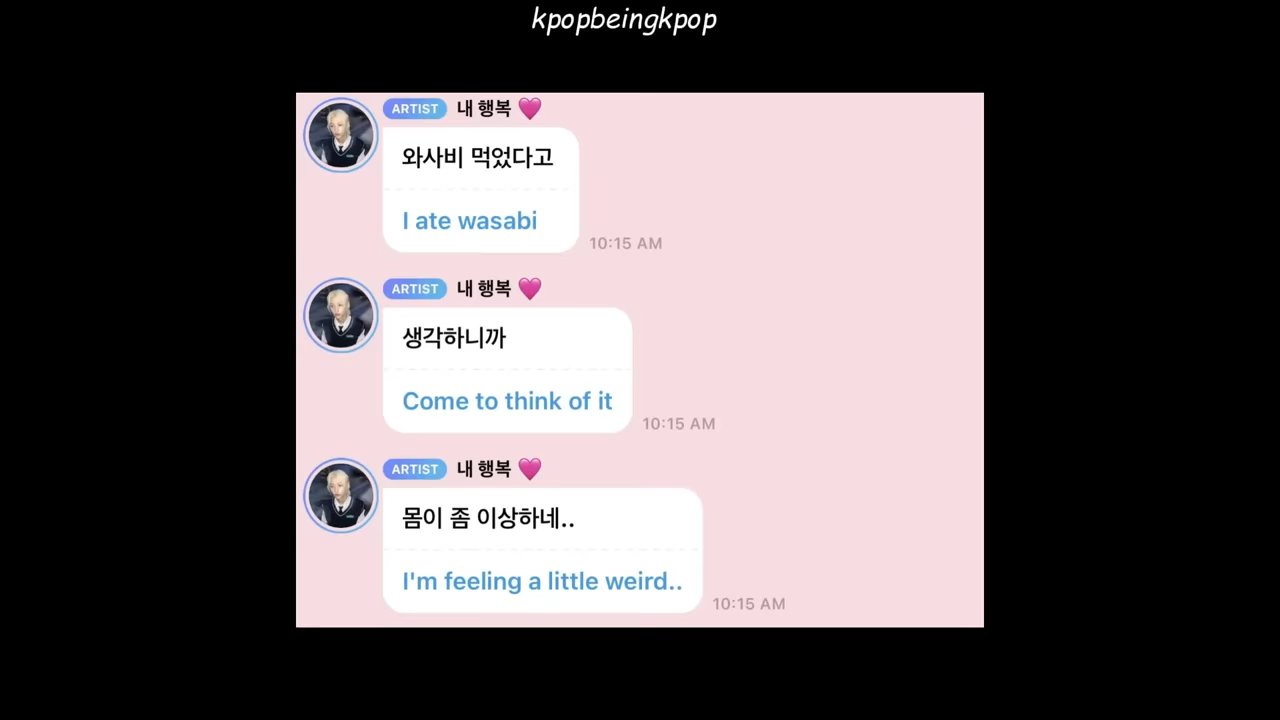 kpopbeingkpop
ARTIST 내 행복 💗
와사비 먹었다고
I ate wasabi
10:15 AM
ARTIST 내 행복 💗
생각하니까
Come to think of it
10:15 AM
ARTIST 내 행복 💗
몸이 좀 이상하네..
I'm feeling a little weird..
10:15 AM